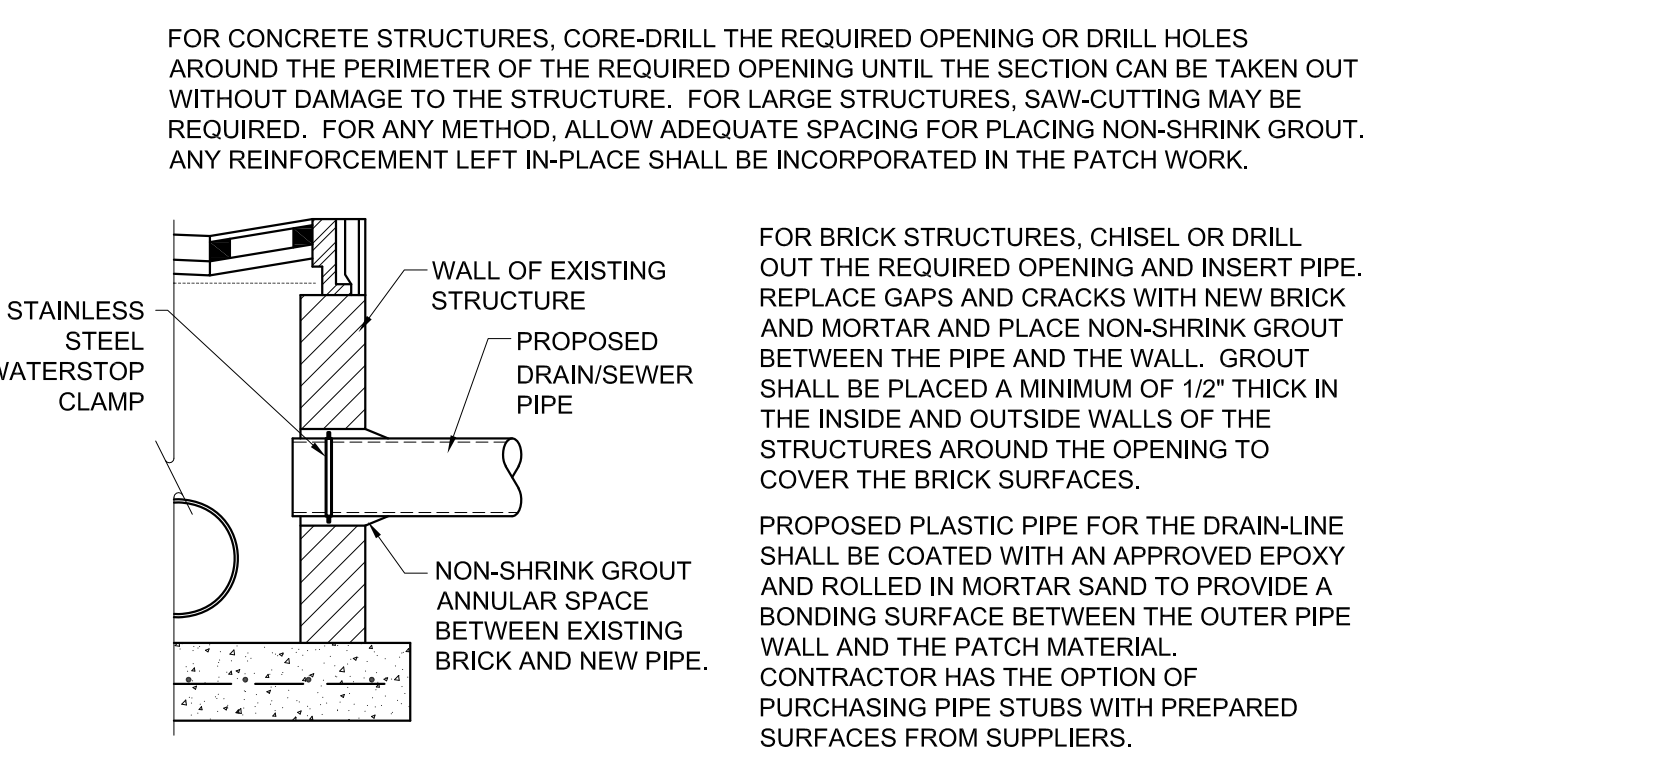 FOR CONCRETE STRUCTURES, CORE-DRILL THE REQUIRED OPENING OR DRILL HOLES
AROUND THE PERIMETER OF THE REQUIRED OPENING UNTIL THE SECTION CAN BE TAKEN OUT
WITHOUT DAMAGE TO THE STRUCTURE. FOR LARGE STRUCTURES, SAW-CUTTING MAY BE
REQUIRED. FOR ANY METHOD, ALLOW ADEQUATE SPACING FOR PLACING NON-SHRINK GROUT.
ANY REINFORCEMENT LEFT IN-PLACE SHALL BE INCORPORATED IN THE PATCH WORK.
STAINLESS
STEEL
WATERSTOP
CLAMP
WALL OF EXISTING
STRUCTURE
PROPOSED
DRAIN/SEWER
PIPE
NON-SHRINK GROUT
ANNULAR SPACE
BETWEEN EXISTING
BRICK AND NEW PIPE.
FOR BRICK STRUCTURES, CHISEL OR DRILL
OUT THE REQUIRED OPENING AND INSERT PIPE.
REPLACE GAPS AND CRACKS WITH NEW BRICK
AND MORTAR AND PLACE NON-SHRINK GROUT
BETWEEN THE PIPE AND THE WALL. GROUT
SHALL BE PLACED A MINIMUM OF 1/2" THICK IN
THE INSIDE AND OUTSIDE WALLS OF THE
STRUCTURES AROUND THE OPENING TO
COVER THE BRICK SURFACES.
PROPOSED PLASTIC PIPE FOR THE DRAIN-LINE
SHALL BE COATED WITH AN APPROVED EPOXY
AND ROLLED IN MORTAR SAND TO PROVIDE A
BONDING SURFACE BETWEEN THE OUTER PIPE
WALL AND THE PATCH MATERIAL.
CONTRACTOR HAS THE OPTION OF
PURCHASING PIPE STUBS WITH PREPARED
SURFACES FROM SUPPLIERS.